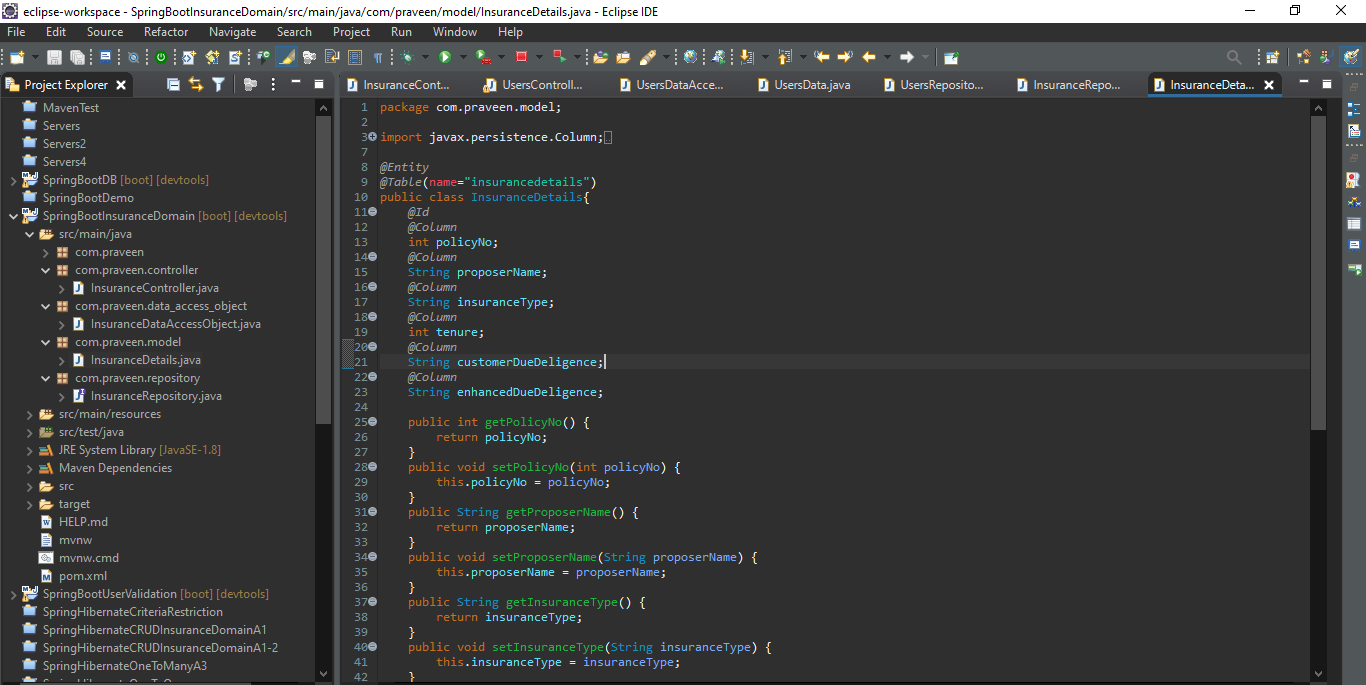 eclipse-workspace - SpringBootInsuranceDomain/src/main/java/com/praveen/model/InsuranceDetails.java - Eclipse IDE
File Edit Source Refactor Navigate Search Project Run Window Help
Project Explorer
MavenTest
Servers
Servers2
Servers4
SpringBootDB [boot] [devtools]
SpringBootDemo
SpringBootInsuranceDomain [boot] [devtools]
src/main/java
com.praveen
com.praveen.controller
InsuranceController.java
com.praveen.data_access_object
InsuranceDataAccessObject.java
com.praveen.model
InsuranceDetails.java
com.praveen.repository
InsuranceRepository.java
src/main/resources
src/test/java
JRE System Library [JavaSE-1.8]
Maven Dependencies
src
target
HELP.md
mvnw
mvnw.cmd
pom.xml
SpringBootUserValidation [boot] [devtools]
SpringHibernateCriteriaRestriction
SpringHibernateCRUDInsuranceDomainA1
SpringHibernateCRUDInsuranceDomainA1-2
SpringHibernateOneToManyA3
InsuranceCont... UsersControll... UsersDataAcce... UsersData.java UsersReposito... InsuranceRepo... InsuranceDeta...
1 package com.praveen.model;
2
3 import javax.persistence.Column;
7
8 @Entity
9 @Table(name="insurancedetails")
10 public class InsuranceDetails{
11 @Id
12 @Column
13 int policyNo;
14 @Column
15 String proposerName;
16 @Column
17 String insuranceType;
18 @Column
19 int tenure;
20 @Column
21 String customerDueDeligence;
22 @Column
23 String enhancedDueDeligence;
24
25 public int getPolicyNo() {
26 return policyNo;
27 }
28 public void setPolicyNo(int policyNo) {
29 this.policyNo = policyNo;
30 }
31 public String getProposerName() {
32 return proposerName;
33 }
34 public void setProposerName(String proposerName) {
35 this.proposerName = proposerName;
36 }
37 public String getInsuranceType() {
38 return insuranceType;
39 }
40 public void setInsuranceType(String insuranceType) {
41 this.insuranceType = insuranceType;
42 }